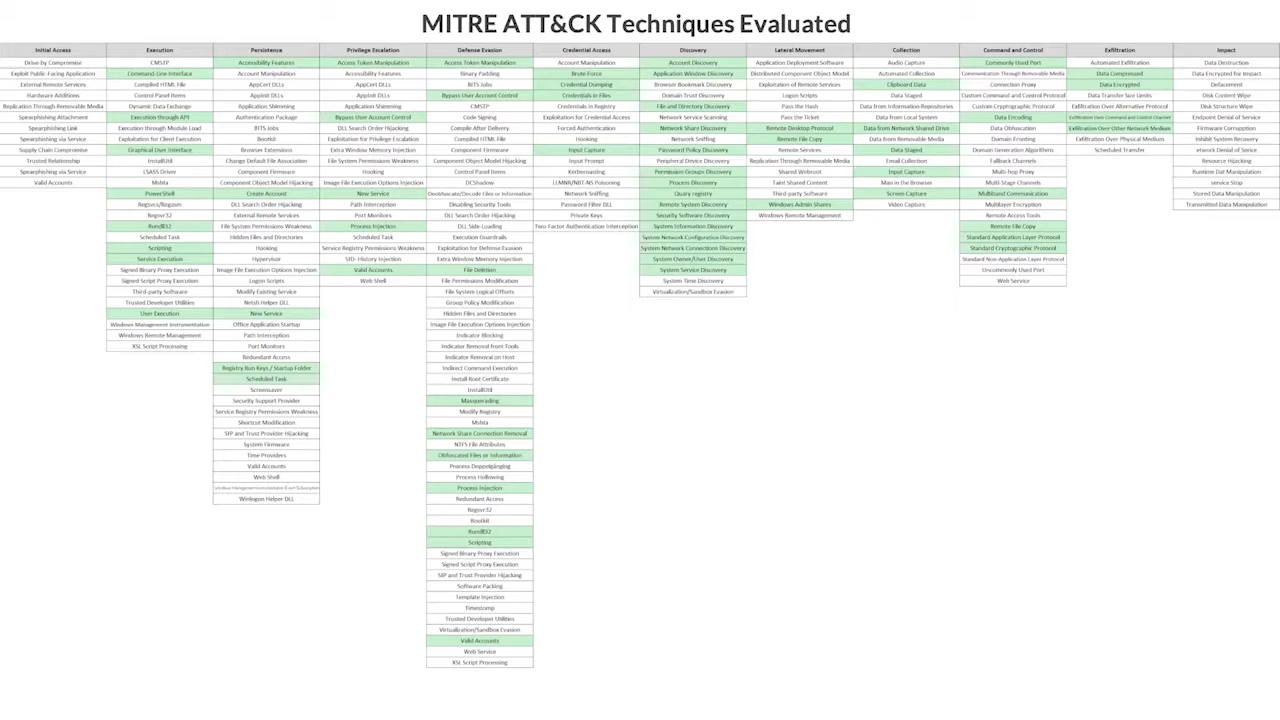 MITRE ATT&CK Techniques Evaluated
Initial Access
Drive-by Compromise
Exploit Public-Facing Application
External Remote Services
Hardware Additions
Replication Through Removable Media
Spearphishing Attachment
Spearphishing Link
Spearphishing via Service
Supply Chain Compromise
Trusted Relationship
Spearphishing via Service
Valid Accounts
Execution
CMSTP
Command-Line Interface
Compiled HTML File
Control Panel Items
Dynamic Data Exchange
Execution through API
Execution through Module Load
Exploitation for Client Execution
Graphical User Interface
InstallUtil
LSASS Driver
Mshta
PowerShell
Regsvcs/Regasm
Regsvr32
Rundll32
Scheduled Task
Scripting
Service Execution
Signed Binary Proxy Execution
Signed Script Proxy Execution
Third-party Software
Trusted Developer Utilities
User Execution
Windows Management Instrumentation
Windows Remote Management
XSL Script Processing
Persistence
Accessibility Features
Account Manipulation
AppCert DLLs
AppInit DLLs
Application Shimming
Authentication Package
BITS Jobs
Bootkit
Browser Extensions
Change Default File Association
Component Firmware
Component Object Model Hijacking
Create Account
DLL Search Order Hijacking
External Remote Services
File System Permissions Weakness
Hidden Files and Directories
Hooking
Hypervisor
Image File Execution Options Injection
Logon Scripts
Modify Existing Service
Netsh Helper DLL
New Service
Office Application Startup
Path Interception
Port Monitors
Redundant Access
Registry Run Keys / Startup Folder
Scheduled Task
Screensaver
Security Support Provider
Service Registry Permissions Weakness
Shortcut Modification
SIP and Trust Provider Hijacking
System Firmware
Time Providers
Valid Accounts
Web Shell
Windows Management Instrumentation Event Subscription
Winlogon Helper DLL
Privilege Escalation
Access Token Manipulation
Accessibility Features
AppCert DLLs
AppInit DLLs
Application Shimming
Bypass User Account Control
DLL Search Order Hijacking
Exploitation for Privilege Escalation
Extra Window Memory Injection
File System Permissions Weakness
Hooking
Image File Execution Options Injection
New Service
Path Interception
Port Monitors
Process Injection
Scheduled Task
Service Registry Permissions Weakness
SID- History Injection
Valid Accounts
Web Shell
Defense Evasion
Access Token Manipulation
Binary Padding
BITS Jobs
Bypass User Account Control
CMSTP
Code Signing
Compile After Delivery
Compiled HTML File
Component Firmware
Component Object Model Hijacking
Control Panel Items
DCShadow
Deobfuscate/Decode Files or Information
Disabling Security Tools
DLL Search Order Hijacking
DLL Side-Loading
Execution Guardrails
Exploitation for Defense Evasion
Extra Window Memory Injection
File Deletion
File Permissions Modification
File System Logical Offsets
Group Policy Modification
Hidden Files and Directories
Image File Execution Options Injection
Indicator Blocking
Indicator Removal from Tools
Indicator Removal on Host
Indirect Command Execution
Install Root Certificate
InstallUtil
Masquerading
Modify Registry
Mshta
Network Share Connection Removal
NTFS File Attributes
Obfuscated Files or Information
Process Doppelgänging
Process Hollowing
Process Injection
Redundant Access
Regsvr32
Rootkit
Rundll32
Scripting
Signed Binary Proxy Execution
Signed Script Proxy Execution
SIP and Trust Provider Hijacking
Software Packing
Template Injection
Timestomp
Trusted Developer Utilities
Virtualization/Sandbox Evasion
Valid Accounts
Web Service
XSL Script Processing
Credential Access
Account Manipulation
Brute Force
Credential Dumping
Credentials in Files
Credentials in Registry
Exploitation for Credential Access
Forced Authentication
Hooking
Input Capture
Input Prompt
Kerberoasting
LLMNR/NBT-NS Poisoning
Network Sniffing
Password Filter DLL
Private Keys
Two-Factor Authentication Interception
Discovery
Account Discovery
Application Window Discovery
Browser Bookmark Discovery
Domain Trust Discovery
File and Directory Discovery
Network Service Scanning
Network Share Discovery
Network Sniffing
Password Policy Discovery
Peripheral Device Discovery
Permission Groups Discovery
Process Discovery
Quary registry
Remote System Discovery
Security Software Discovery
System Information Discovery
System Network Configuration Discovery
System Network Connections Discovery
System Owner/User Discovery
System Service Discovery
System Time Discovery
Virtualization/Sandbox Evasion
Lateral Movement
Application Deployment Software
Distributed Component Object Model
Exploitation of Remote Services
Logon Scripts
Pass the Hash
Pass the Ticket
Remote Desktop Protocol
Remote File Copy
Remote Services
Replication Through Removable Media
Shared Webroot
Taint Shared Content
Third-party Software
Windows Admin Shares
Windows Remote Management
Collection
Audio Capture
Automated Collection
Clipboard Data
Data Staged
Data from Information Repositories
Data from Local System
Data from Network Shared Drive
Data from Removable Media
Data Staged
Email Collection
Input Capture
Man in the Browser
Screen Capture
Video Capture
Command and Control
Commonly Used Port
Communication Through Removable Media
Connection Proxy
Custom Command and Control Protocol
Custom Cryptographic Protocol
Data Encoding
Data Obfuscation
Domain Fronting
Domain Generation Algorithms
Fallback Channels
Multi-hop Proxy
Multi-Stage Channels
Multiband Communication
Multilayer Encryption
Remote Access Tools
Remote File Copy
Standard Application Layer Protocol
Standard Cryptographic Protocol
Standard Non-Application Layer Protocol
Uncommonly Used Port
Web Service
Exfiltration
Automated Exfiltration
Data Compressed
Data Encrypted
Data Transfer Size Limits
Exfiltration Over Alternative Protocol
Exfiltration Over Command and Control Channel
Exfiltration Over Other Network Medium
Exfiltration Over Physical Medium
Scheduled Transfer
Impact
Data Destruction
Data Encrypted for Impact
Defacement
Disk Content Wipe
Disk Structure Wipe
Endpoint Denial of Service
Firmware Corruption
Inhibit System Recovery
etwork Denial of Sence
Resource Hijacking
Runtime Dat Manipulation
service Stop
Stored Data Manipulation
Transmitted Data Manipulation